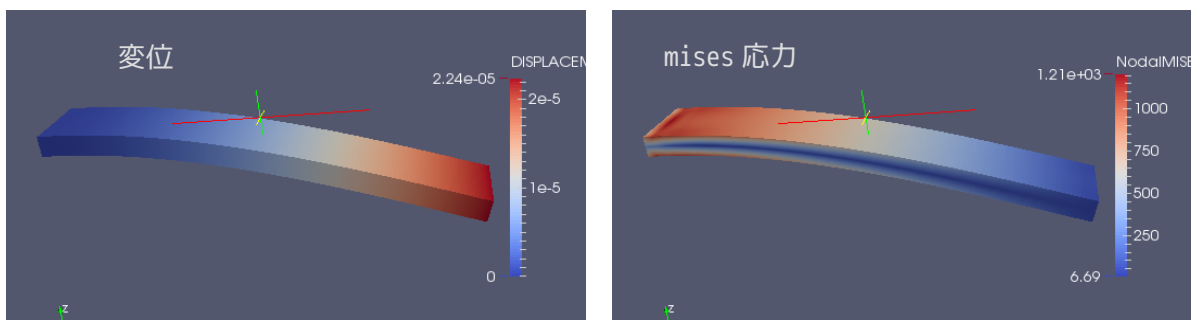 変位
DISPLACEM
2.24e-05
2e-5
1e-5
0
z
mises 応力
NodalMISE
1.21e+03
1000
750
500
250
6.69
z